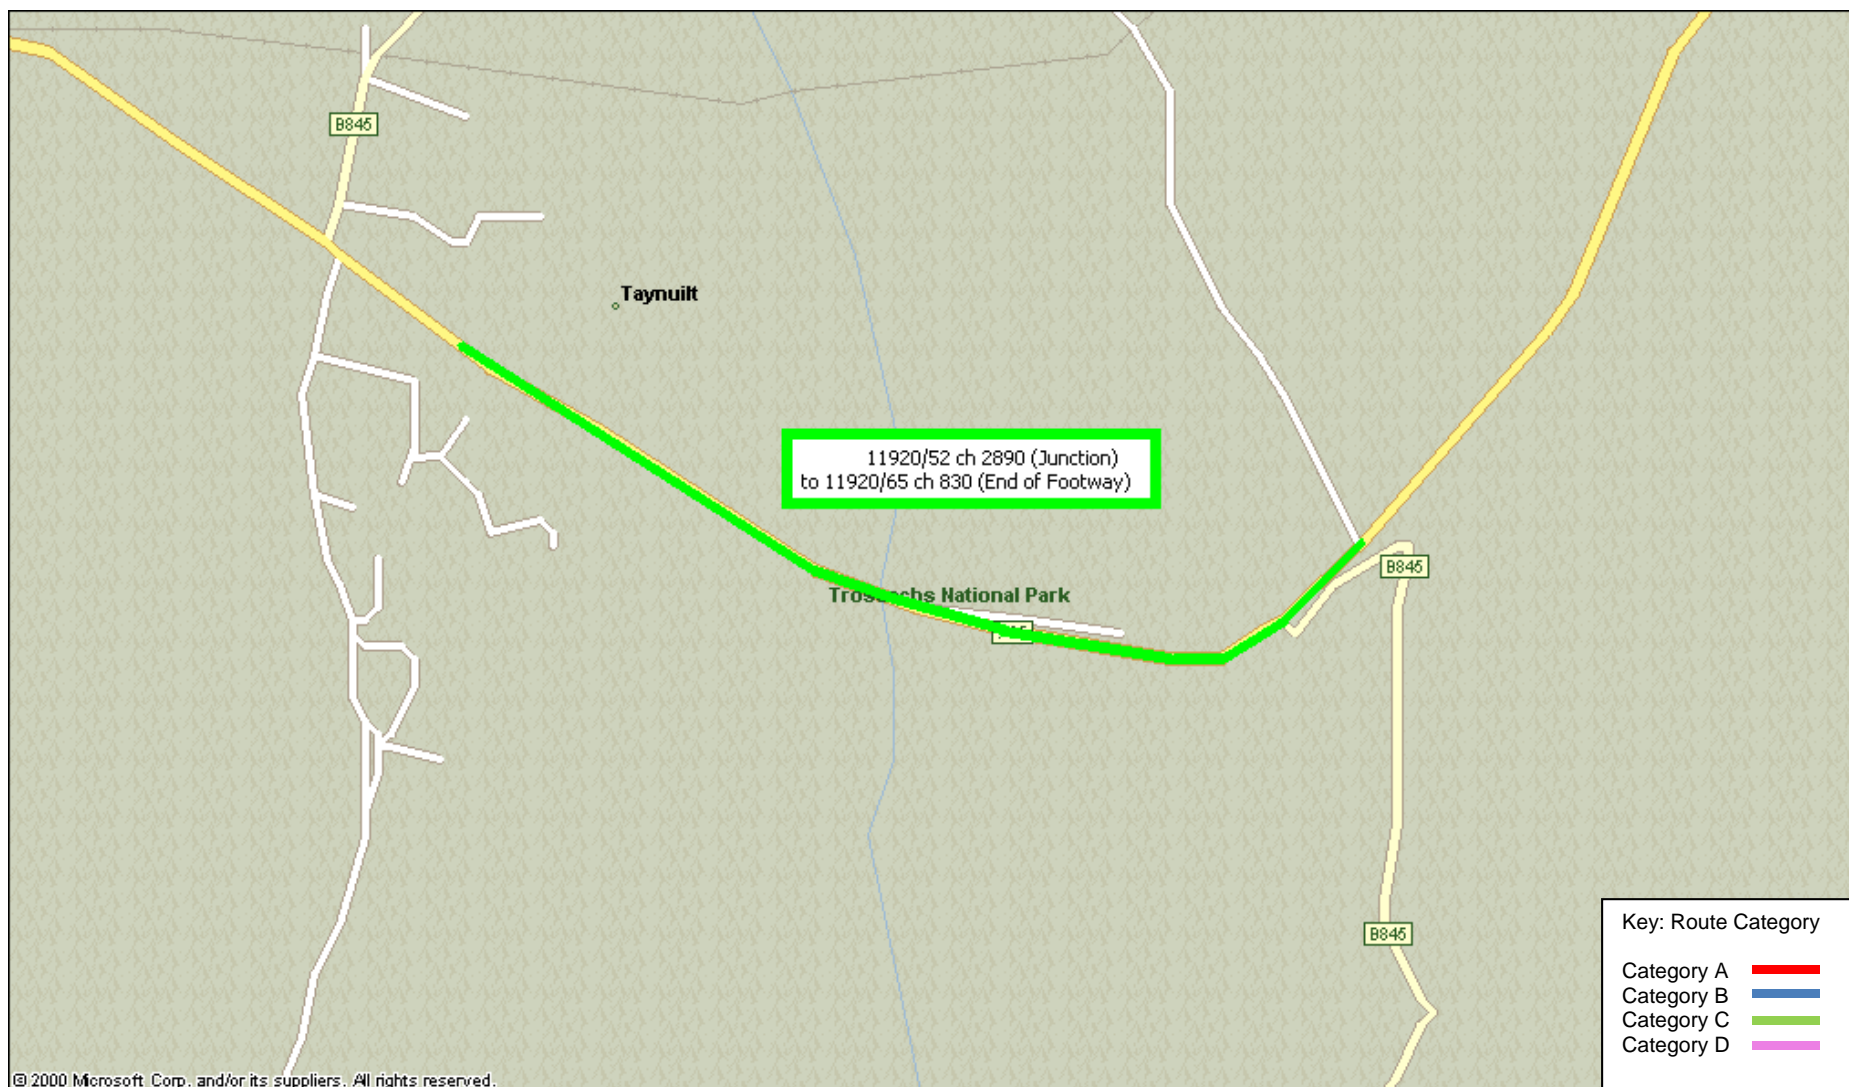 B845
Taynuilt
11920/52 ch 2890 (Junction)
to 11920/65 ch 830 (End of Footway)
B845
National Park
B845
Key: Route Category
Category A
Category B
Category C
Category D
© 2000 Microsoft Corp. and/or its suppliers. All rights reserved.